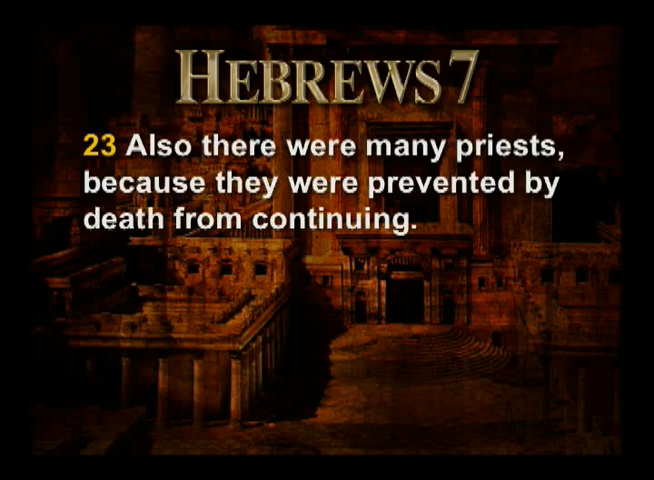 HEBREWS 7
23 Also there were many priests,
because they were prevented by
death from continuing.